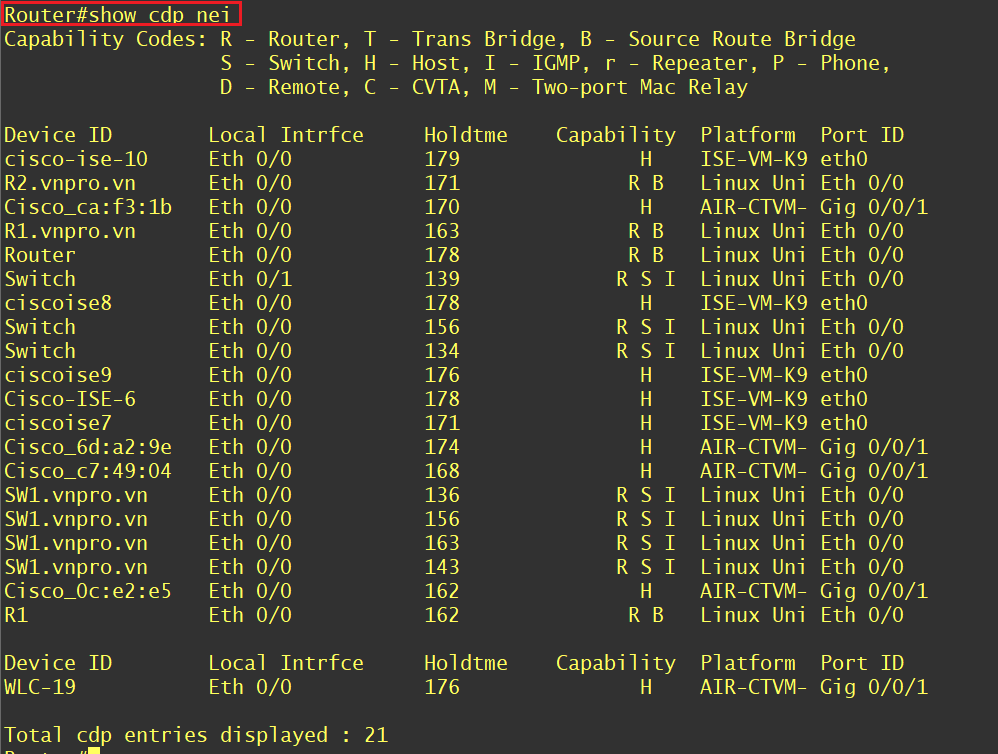 Router#show cdp nei
Capability Codes: R - Router, T - Trans Bridge, B - Source Route Bridge
                  S - Switch, H - Host, I - IGMP, r - Repeater, P - Phone,
                  D - Remote, C - CVTA, M - Two-port Mac Relay

Device ID        Local Intrfce     Holdtme    Capability  Platform  Port ID
cisco-ise-10     Eth 0/0           179               H    ISE-VM-K9 eth0
R2.vnpro.vn      Eth 0/0           171              R B   Linux Uni Eth 0/0
Cisco_ca:f3:1b   Eth 0/0           170               H    AIR-CTVM- Gig 0/0/1
R1.vnpro.vn      Eth 0/0           163              R B   Linux Uni Eth 0/0
Router           Eth 0/0           178              R B   Linux Uni Eth 0/0
Switch           Eth 0/1           139             R S I  Linux Uni Eth 0/0
ciscoise8        Eth 0/0           178               H    ISE-VM-K9 eth0
Switch           Eth 0/0           156             R S I  Linux Uni Eth 0/0
Switch           Eth 0/0           134             R S I  Linux Uni Eth 0/0
ciscoise9        Eth 0/0           176               H    ISE-VM-K9 eth0
Cisco-ISE-6      Eth 0/0           178               H    ISE-VM-K9 eth0
ciscoise7        Eth 0/0           171               H    ISE-VM-K9 eth0
Cisco_6d:a2:9e   Eth 0/0           174               H    AIR-CTVM- Gig 0/0/1
Cisco_c7:49:04   Eth 0/0           168               H    AIR-CTVM- Gig 0/0/1
SW1.vnpro.vn     Eth 0/0           136             R S I  Linux Uni Eth 0/0
SW1.vnpro.vn     Eth 0/0           156             R S I  Linux Uni Eth 0/0
SW1.vnpro.vn     Eth 0/0           163             R S I  Linux Uni Eth 0/0
SW1.vnpro.vn     Eth 0/0           143             R S I  Linux Uni Eth 0/0
Cisco_0c:e2:e5   Eth 0/0           162               H    AIR-CTVM- Gig 0/0/1
R1               Eth 0/0           162              R B   Linux Uni Eth 0/0

Device ID        Local Intrfce     Holdtme    Capability  Platform  Port ID
WLC-19           Eth 0/0           176               H    AIR-CTVM- Gig 0/0/1

Total cdp entries displayed : 21
Router#